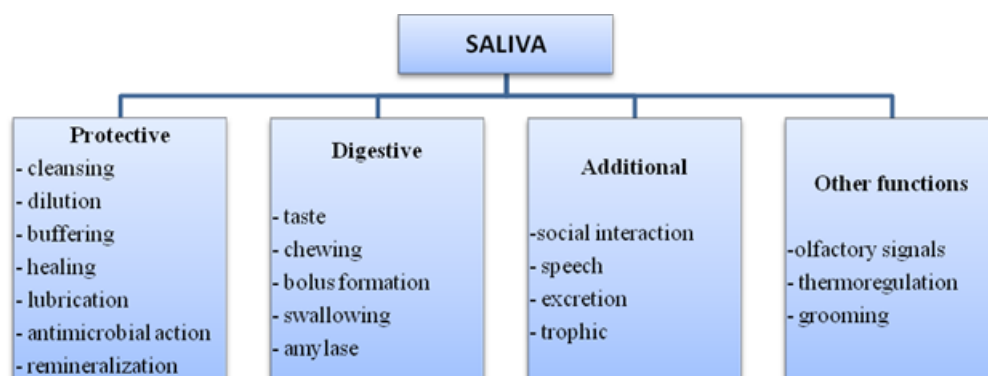 SALIVA
Protective
- cleansing
- dilution
- buffering
- healing
- lubrication
- antimicrobial action
- remineralization
Digestive
- taste
- chewing
- bolus formation
- swallowing
- amylase
Additional
-social interaction
- speech
- excretion
- trophic
Other functions
-olfactory signals
- thermoregulation
- grooming